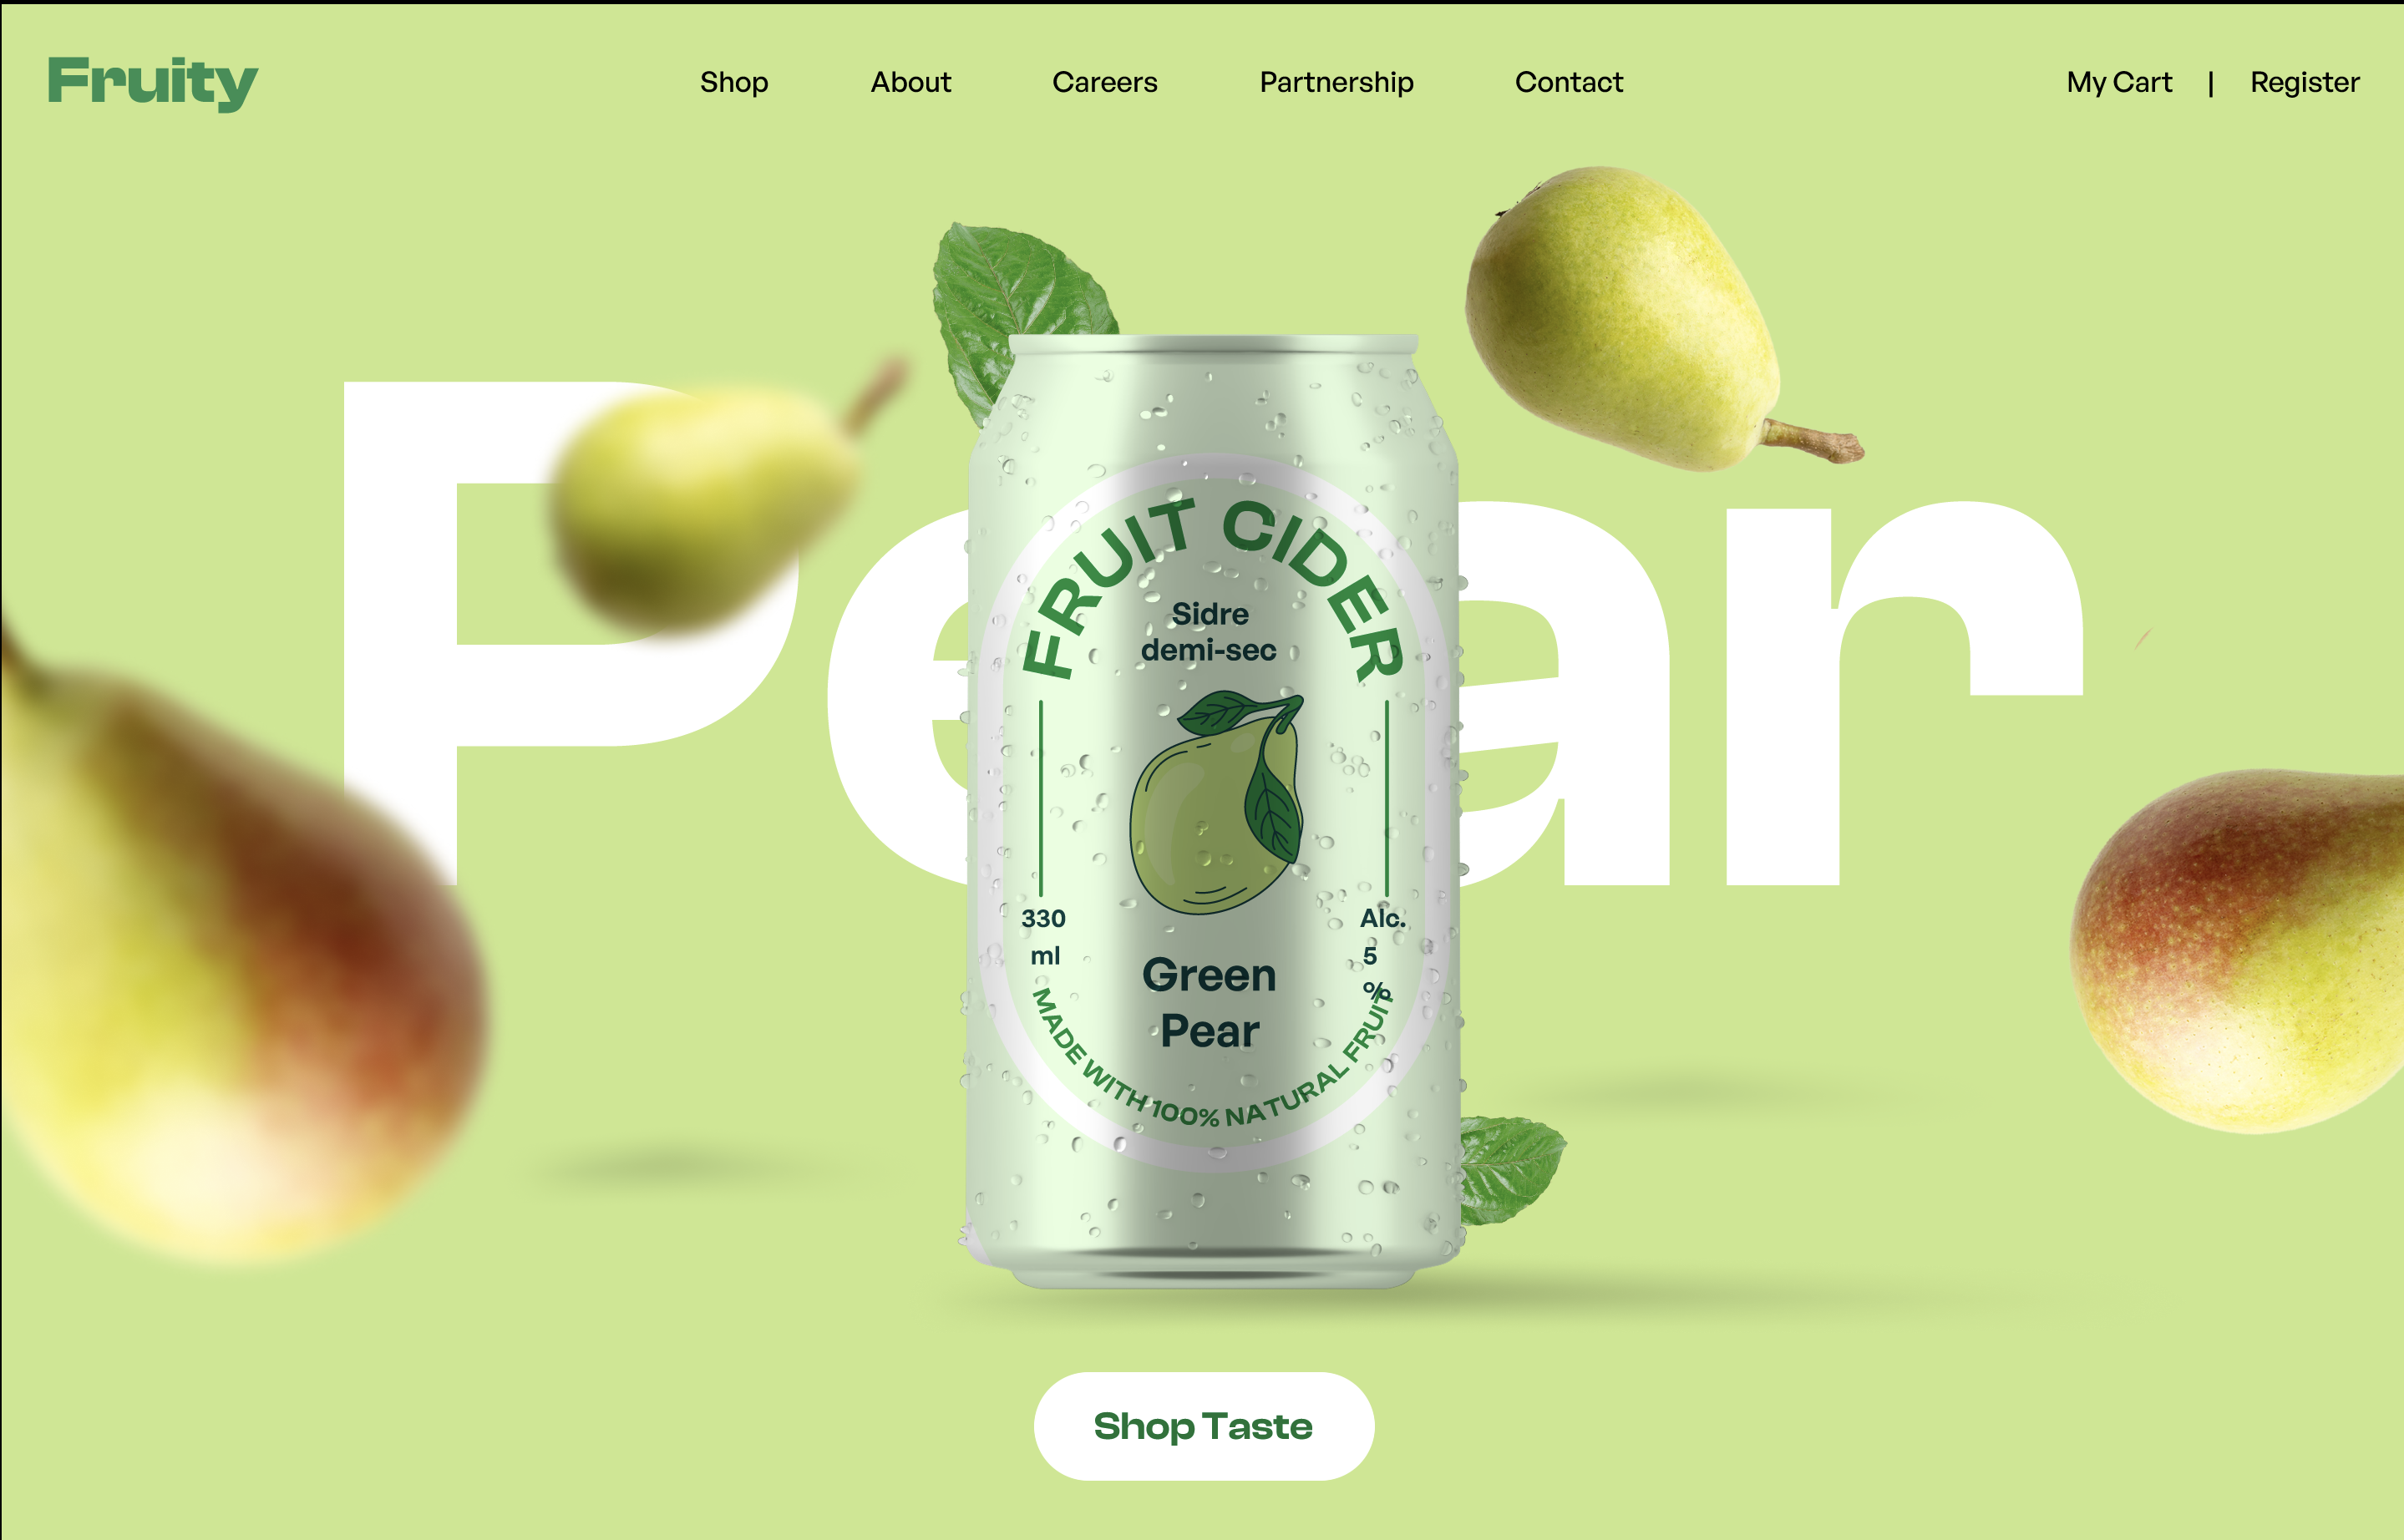 Fruity
Shop About Careers Partnership Contact
My Cart | Register
Pear
FRUIT CIDER
Sidre
demi-sec
330
ml
Alc.
5
%
Green
Pear
MADE WITH 100% NATURAL FRUIT
Shop Taste